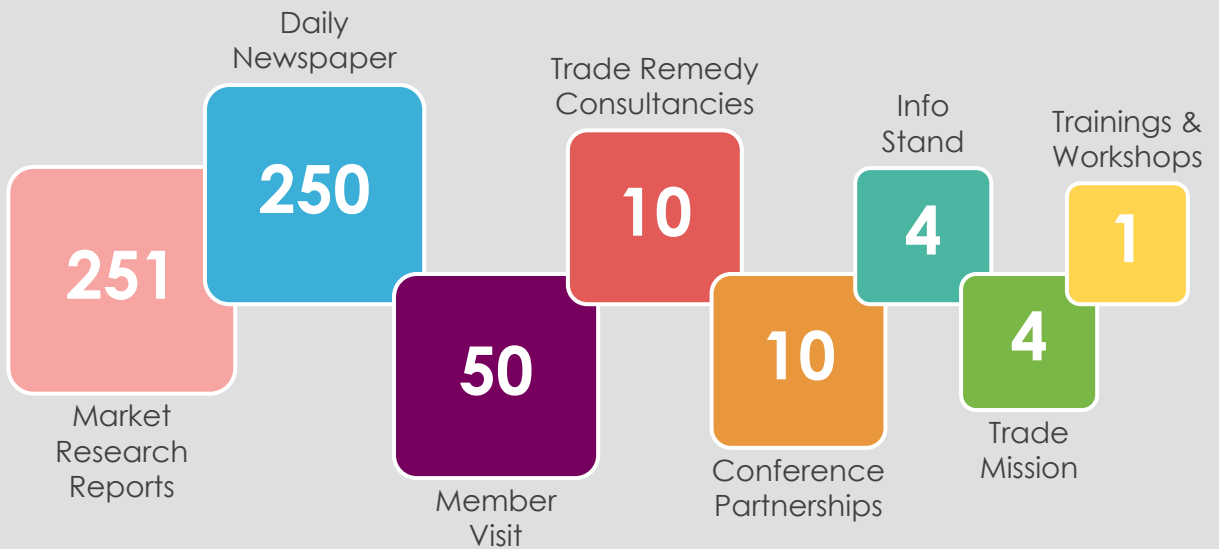 Market
Research
Reports
251
Daily
Newspaper
250
50
Member
Visit
Trade Remedy
Consultancies
10
10
Conference
Partnerships
Info
Stand
4
4
Trade
Mission
Trainings &
Workshops
1